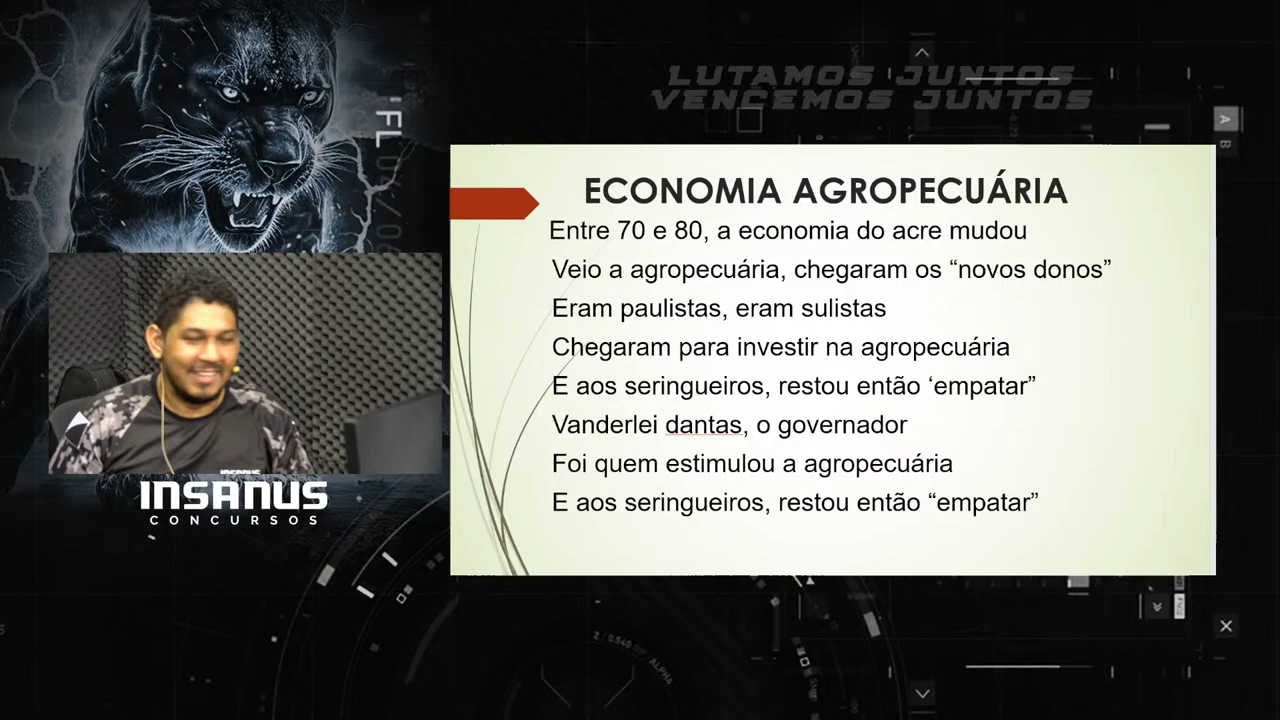 LUTAMOS JUNTOS
VENCEMOS JUNTOS
ECONOMIA AGROPECUÁRIA
Entre 70 e 80, a economia do acre mudou
Veio a agropecuária, chegaram os “novos donos”
Eram paulistas, eram sulistas
Chegaram para investir na agropecuária
E aos seringueiros, restou então ‘empatar”
Vanderlei dantas, o governador
Foi quem estimulou a agropecuária
E aos seringueiros, restou então “empatar”
INSANUS
CONCURSOS
A
B